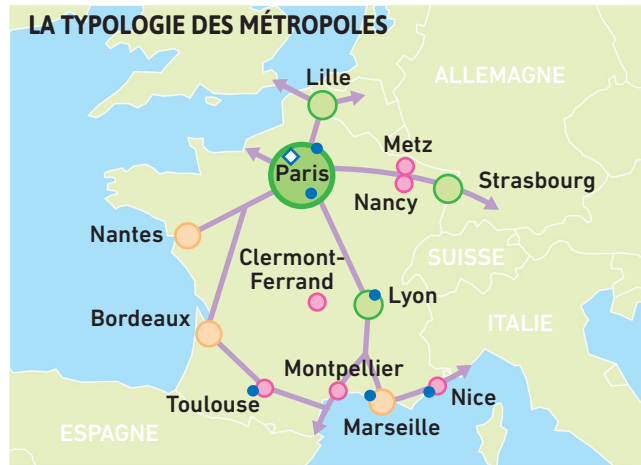 LA TYPOLOGIE DES MÉTROPOLES
Lille
ALLEMAGNE
Metz
Paris
Strasbourg
Nancy
Nantes
Clermont-
Ferrand
SUISSE
Lyon
Bordeaux
ITALIE
Montpellier
Toulouse
Nice
Marseille
ESPAGNE